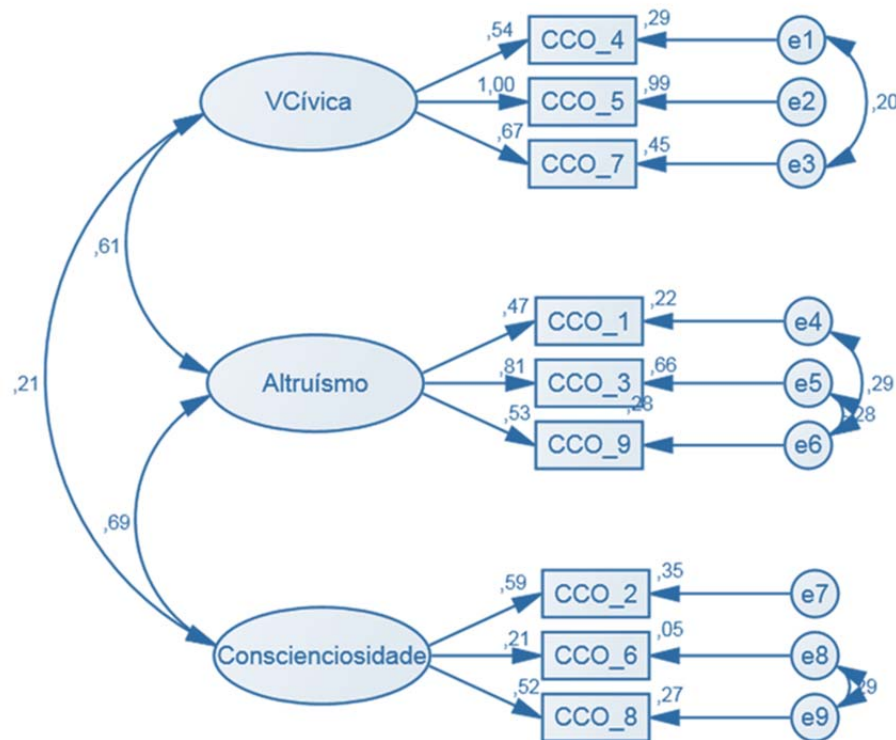 ,54
CCO_4
,29
e1
VCívica
1,00
CCO_5
,99
e2
,20
,67
CCO_7
,45
e3
,61
,21
,47
CCO_1
,22
e4
Altruísmo
,81
CCO_3
,66
e5
,29
,53
CCO_9
,28
e6
,28
,69
,59
CCO_2
,35
e7
Conscienciosidade
,21
CCO_6
,05
e8
,29
,52
CCO_8
,27
e9